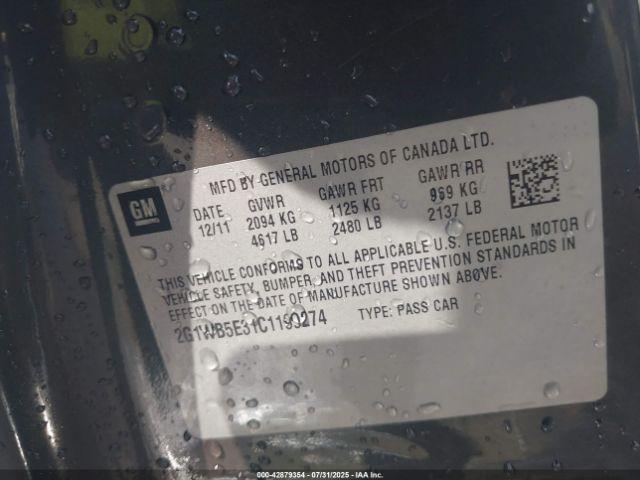 MFD BY GENERAL MOTORS OF CANADA LTD.
GM
DATE GVWR GAWR FRT GAWR RR
12/11 2094 KG 1125 KG 969 KG
4617 LB 2480 LB 2137 LB
THIS VEHICLE CONFORMS TO ALL APPLICABLE U.S. FEDERAL MOTOR
VEHICLE SAFETY, BUMPER, AND THEFT PREVENTION STANDARDS IN
EFFECT ON THE DATE OF MANUFACTURE SHOWN ABOVE.
2G1WB5E31C1190274 TYPE: PASS CAR
000-42879354 - 07/31/2025 - IAA Inc.